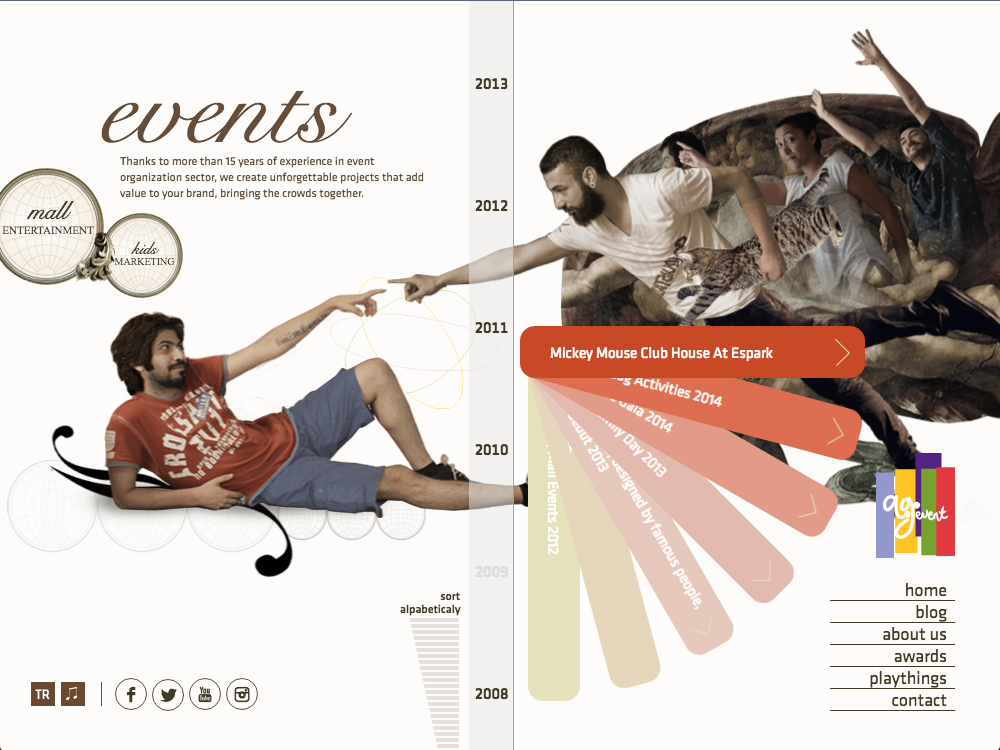 events
Thanks to more than 15 years of experience in event
organization sector, we create unforgettable projects that add
value to your brand, bringing the crowds together.
mall
ENTERTAINMENT
kids
MARKETING
2013
2012
2011
2010
2009
2008
Mickey Mouse Club House At Espark
Activities 2014
Gala 2014
Day 2013
2013
designed by famous people,
Events 2012
sort
alpabeticaly
TR
You
Tube
ag
event
home
blog
about us
awards
playthings
contact